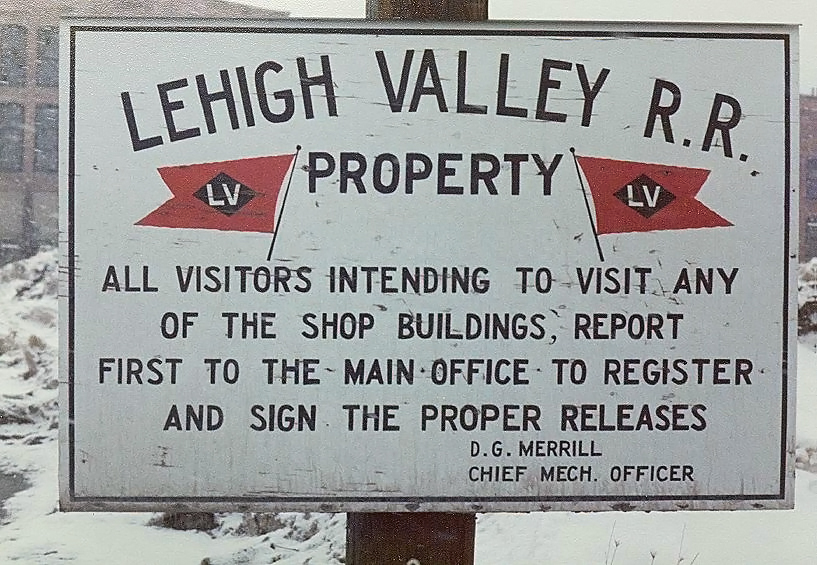 LEHIGH VALLEY R.R.
LV PROPERTY LV
ALL VISITORS INTENDING TO VISIT ANY
OF THE SHOP BUILDINGS, REPORT
FIRST TO THE MAIN OFFICE TO REGISTER
AND SIGN THE PROPER RELEASES
D.G. MERRILL
CHIEF MECH. OFFICER